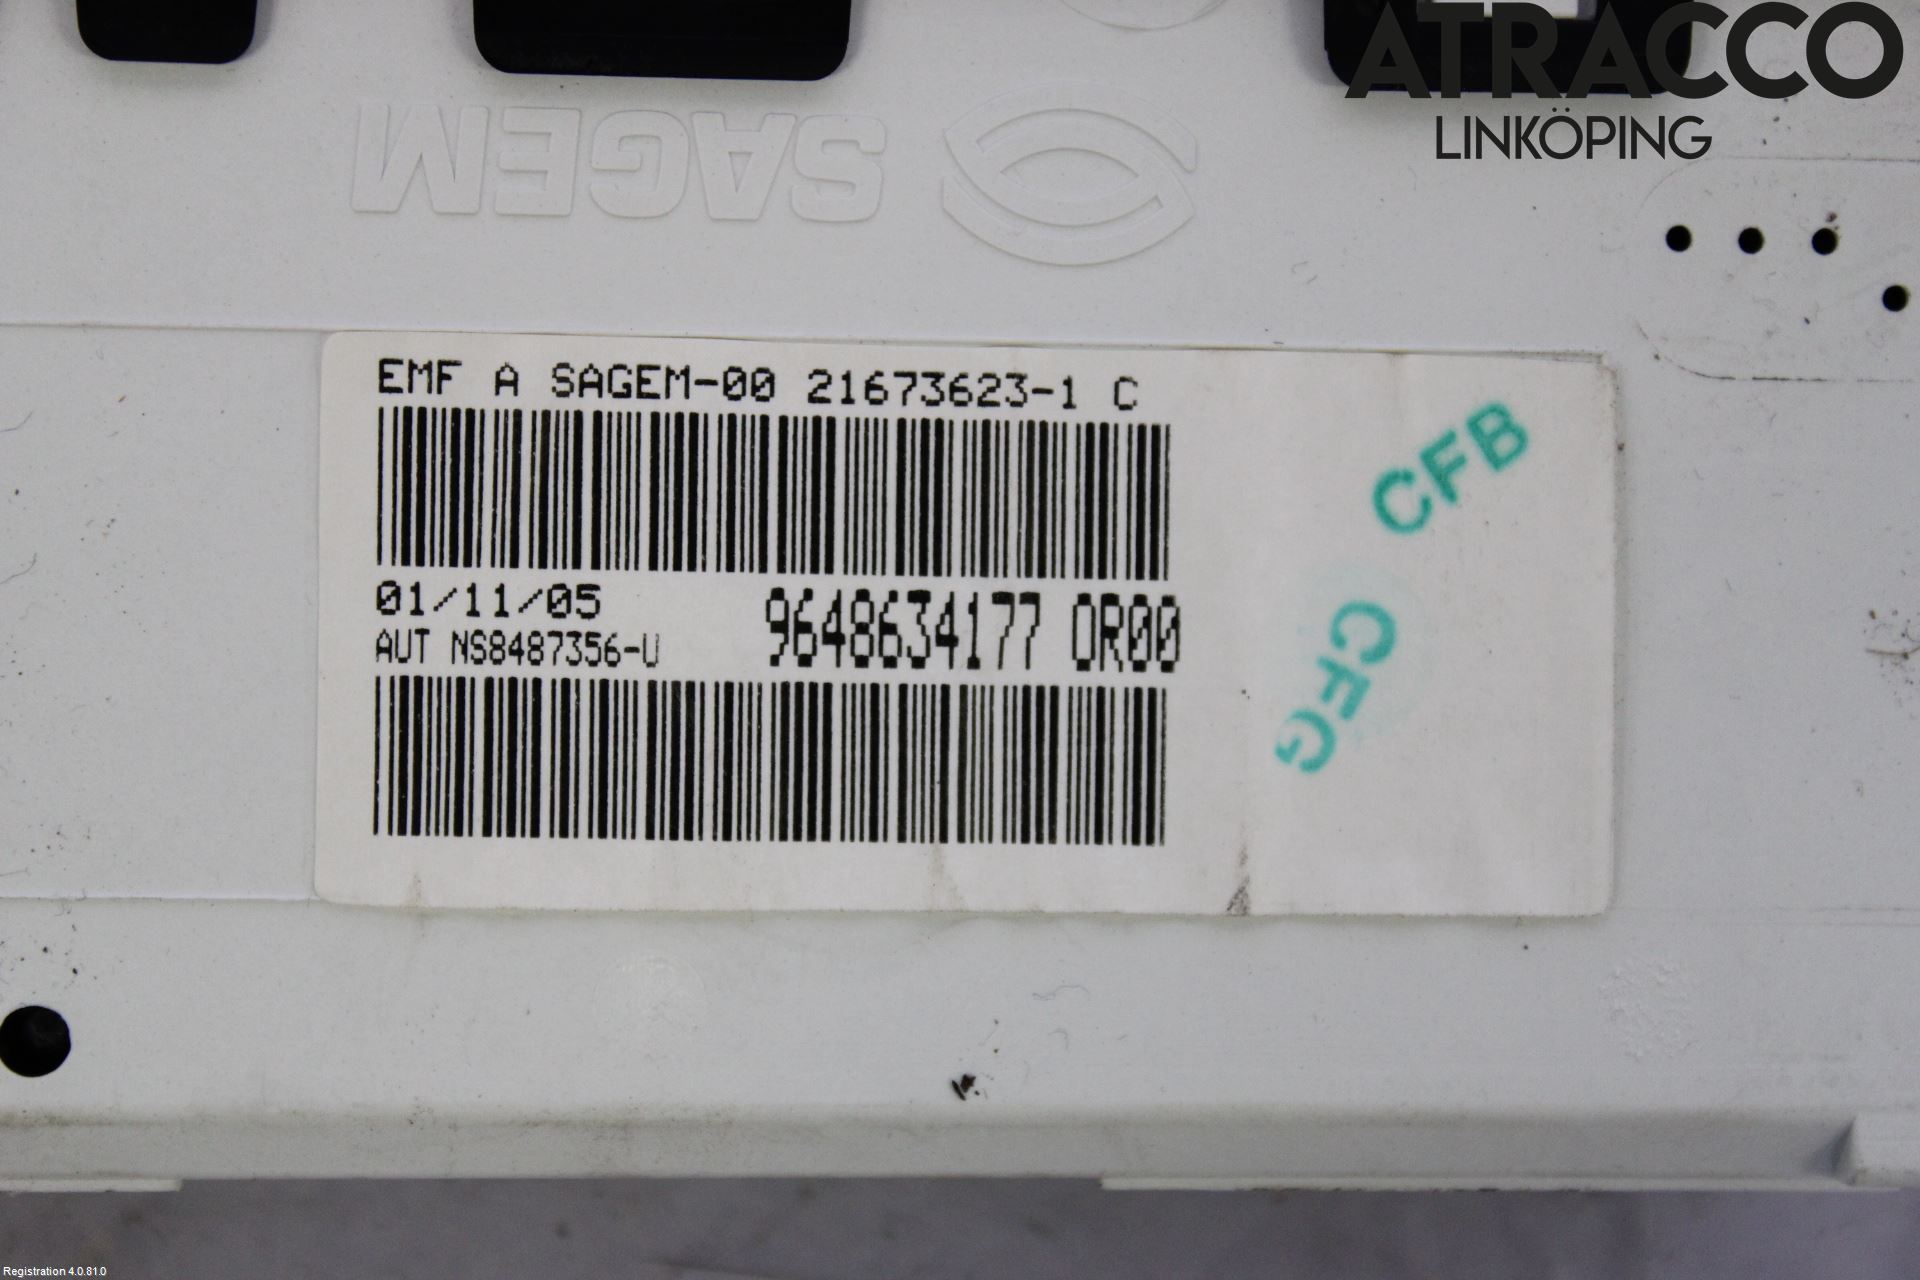 ATRACCO
LINKÖPING
SAGEM
EMF A SAGEM-00 21673623-1 C
01/11/05
AUT NS8487356-U
9648634177 0R00
CFB
CFG
Registration 4.0.81.0